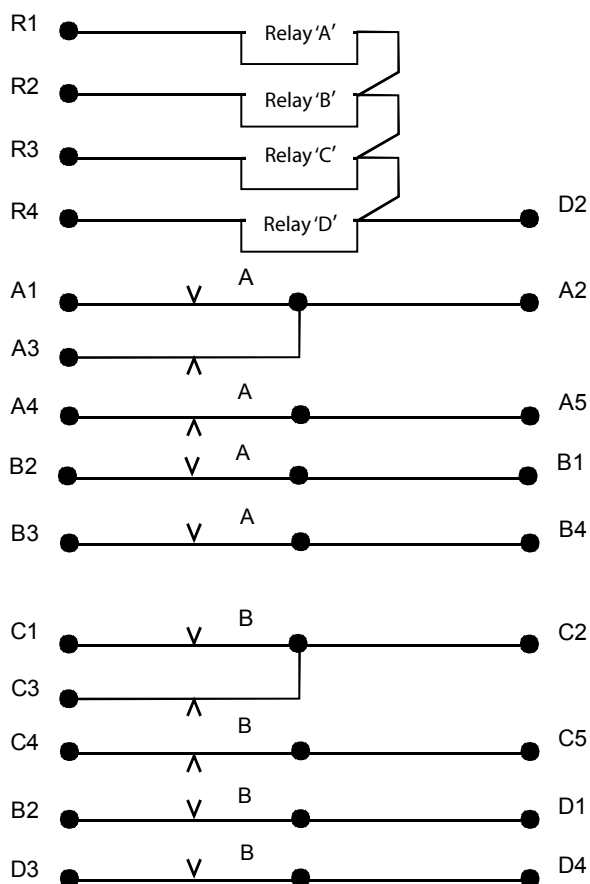 R1 Relay ‘A’
R2 Relay ‘B’
R3 Relay ‘C’
R4 Relay ‘D’ D2
A1 A A2
A3
A4 A A5
B2 A B1
B3 A B4
C1 B C2
C3
C4 B C5
B2 B D1
D3 B D4